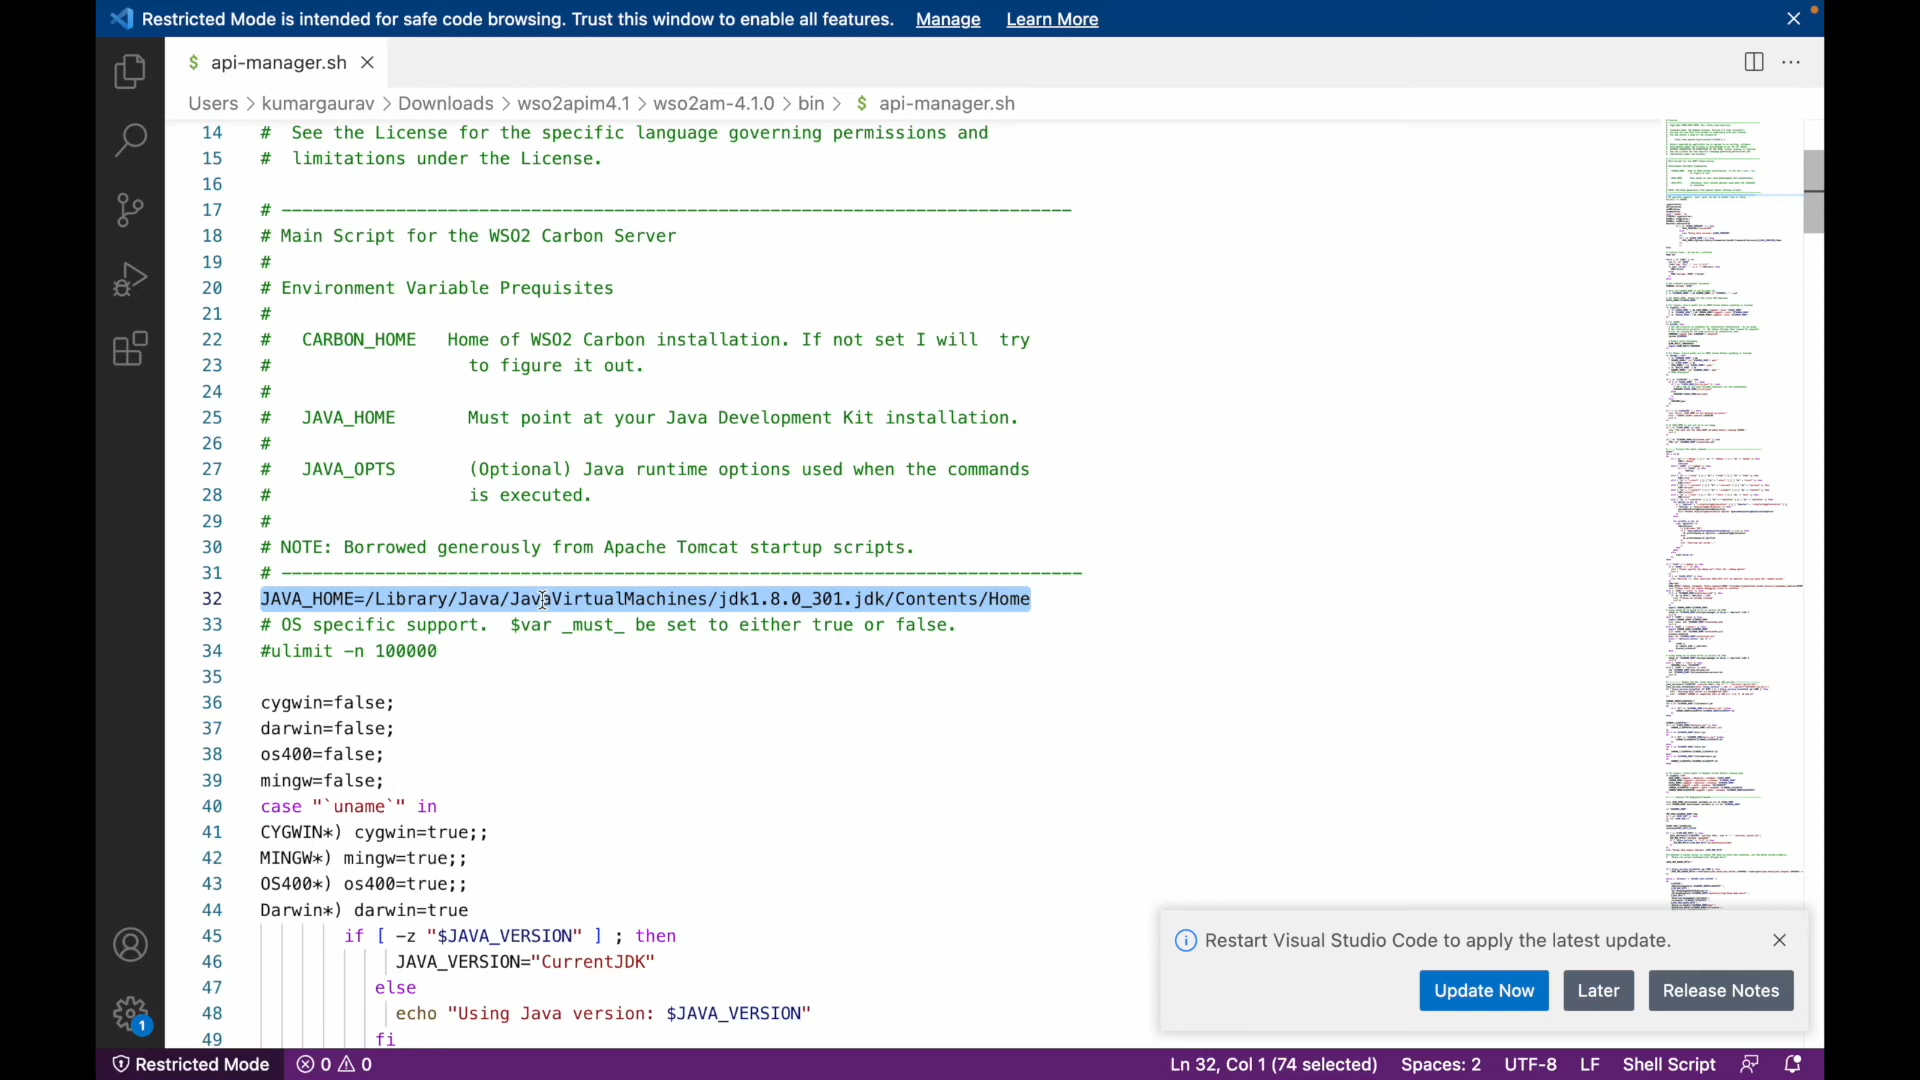 Restricted Mode is intended for safe code browsing. Trust this window to enable all features. Manage Learn More
$ api-manager.sh
Users > kumargaurav > Downloads > wso2apim4.1 > wso2am-4.1.0 > bin > $ api-manager.sh
14 # See the License for the specific language governing permissions and
15 # limitations under the License.
16
17 # ----------------------------------------------------------------------------
18 # Main Script for the WSO2 Carbon Server
19 #
20 # Environment Variable Prequisites
21 #
22 # CARBON_HOME Home of WSO2 Carbon installation. If not set I will try
23 # to figure it out.
24 #
25 # JAVA_HOME Must point at your Java Development Kit installation.
26 #
27 # JAVA_OPTS (Optional) Java runtime options used when the commands
28 # is executed.
29 #
30 # NOTE: Borrowed generously from Apache Tomcat startup scripts.
31 # -----------------------------------------------------------------------------
32 JAVA_HOME=/Library/Java/JavaVirtualMachines/jdk1.8.0_301.jdk/Contents/Home
33 # OS specific support. $var _must_ be set to either true or false.
34 #ulimit -n 100000
35
36 cygwin=false;
37 darwin=false;
38 os400=false;
39 mingw=false;
40 case "`uname`" in
41 CYGWIN*) cygwin=true;;
42 MINGW*) mingw=true;;
43 OS400*) os400=true;;
44 Darwin*) darwin=true
45 if [ -z "$JAVA_VERSION" ] ; then
46 JAVA_VERSION="CurrentJDK"
47 else
48 echo "Using Java version: $JAVA_VERSION"
49 fi
Restart Visual Studio Code to apply the latest update.
Update Now Later Release Notes
1
Restricted Mode 0 0 Ln 32, Col 1 (74 selected) Spaces: 2 UTF-8 LF Shell Script